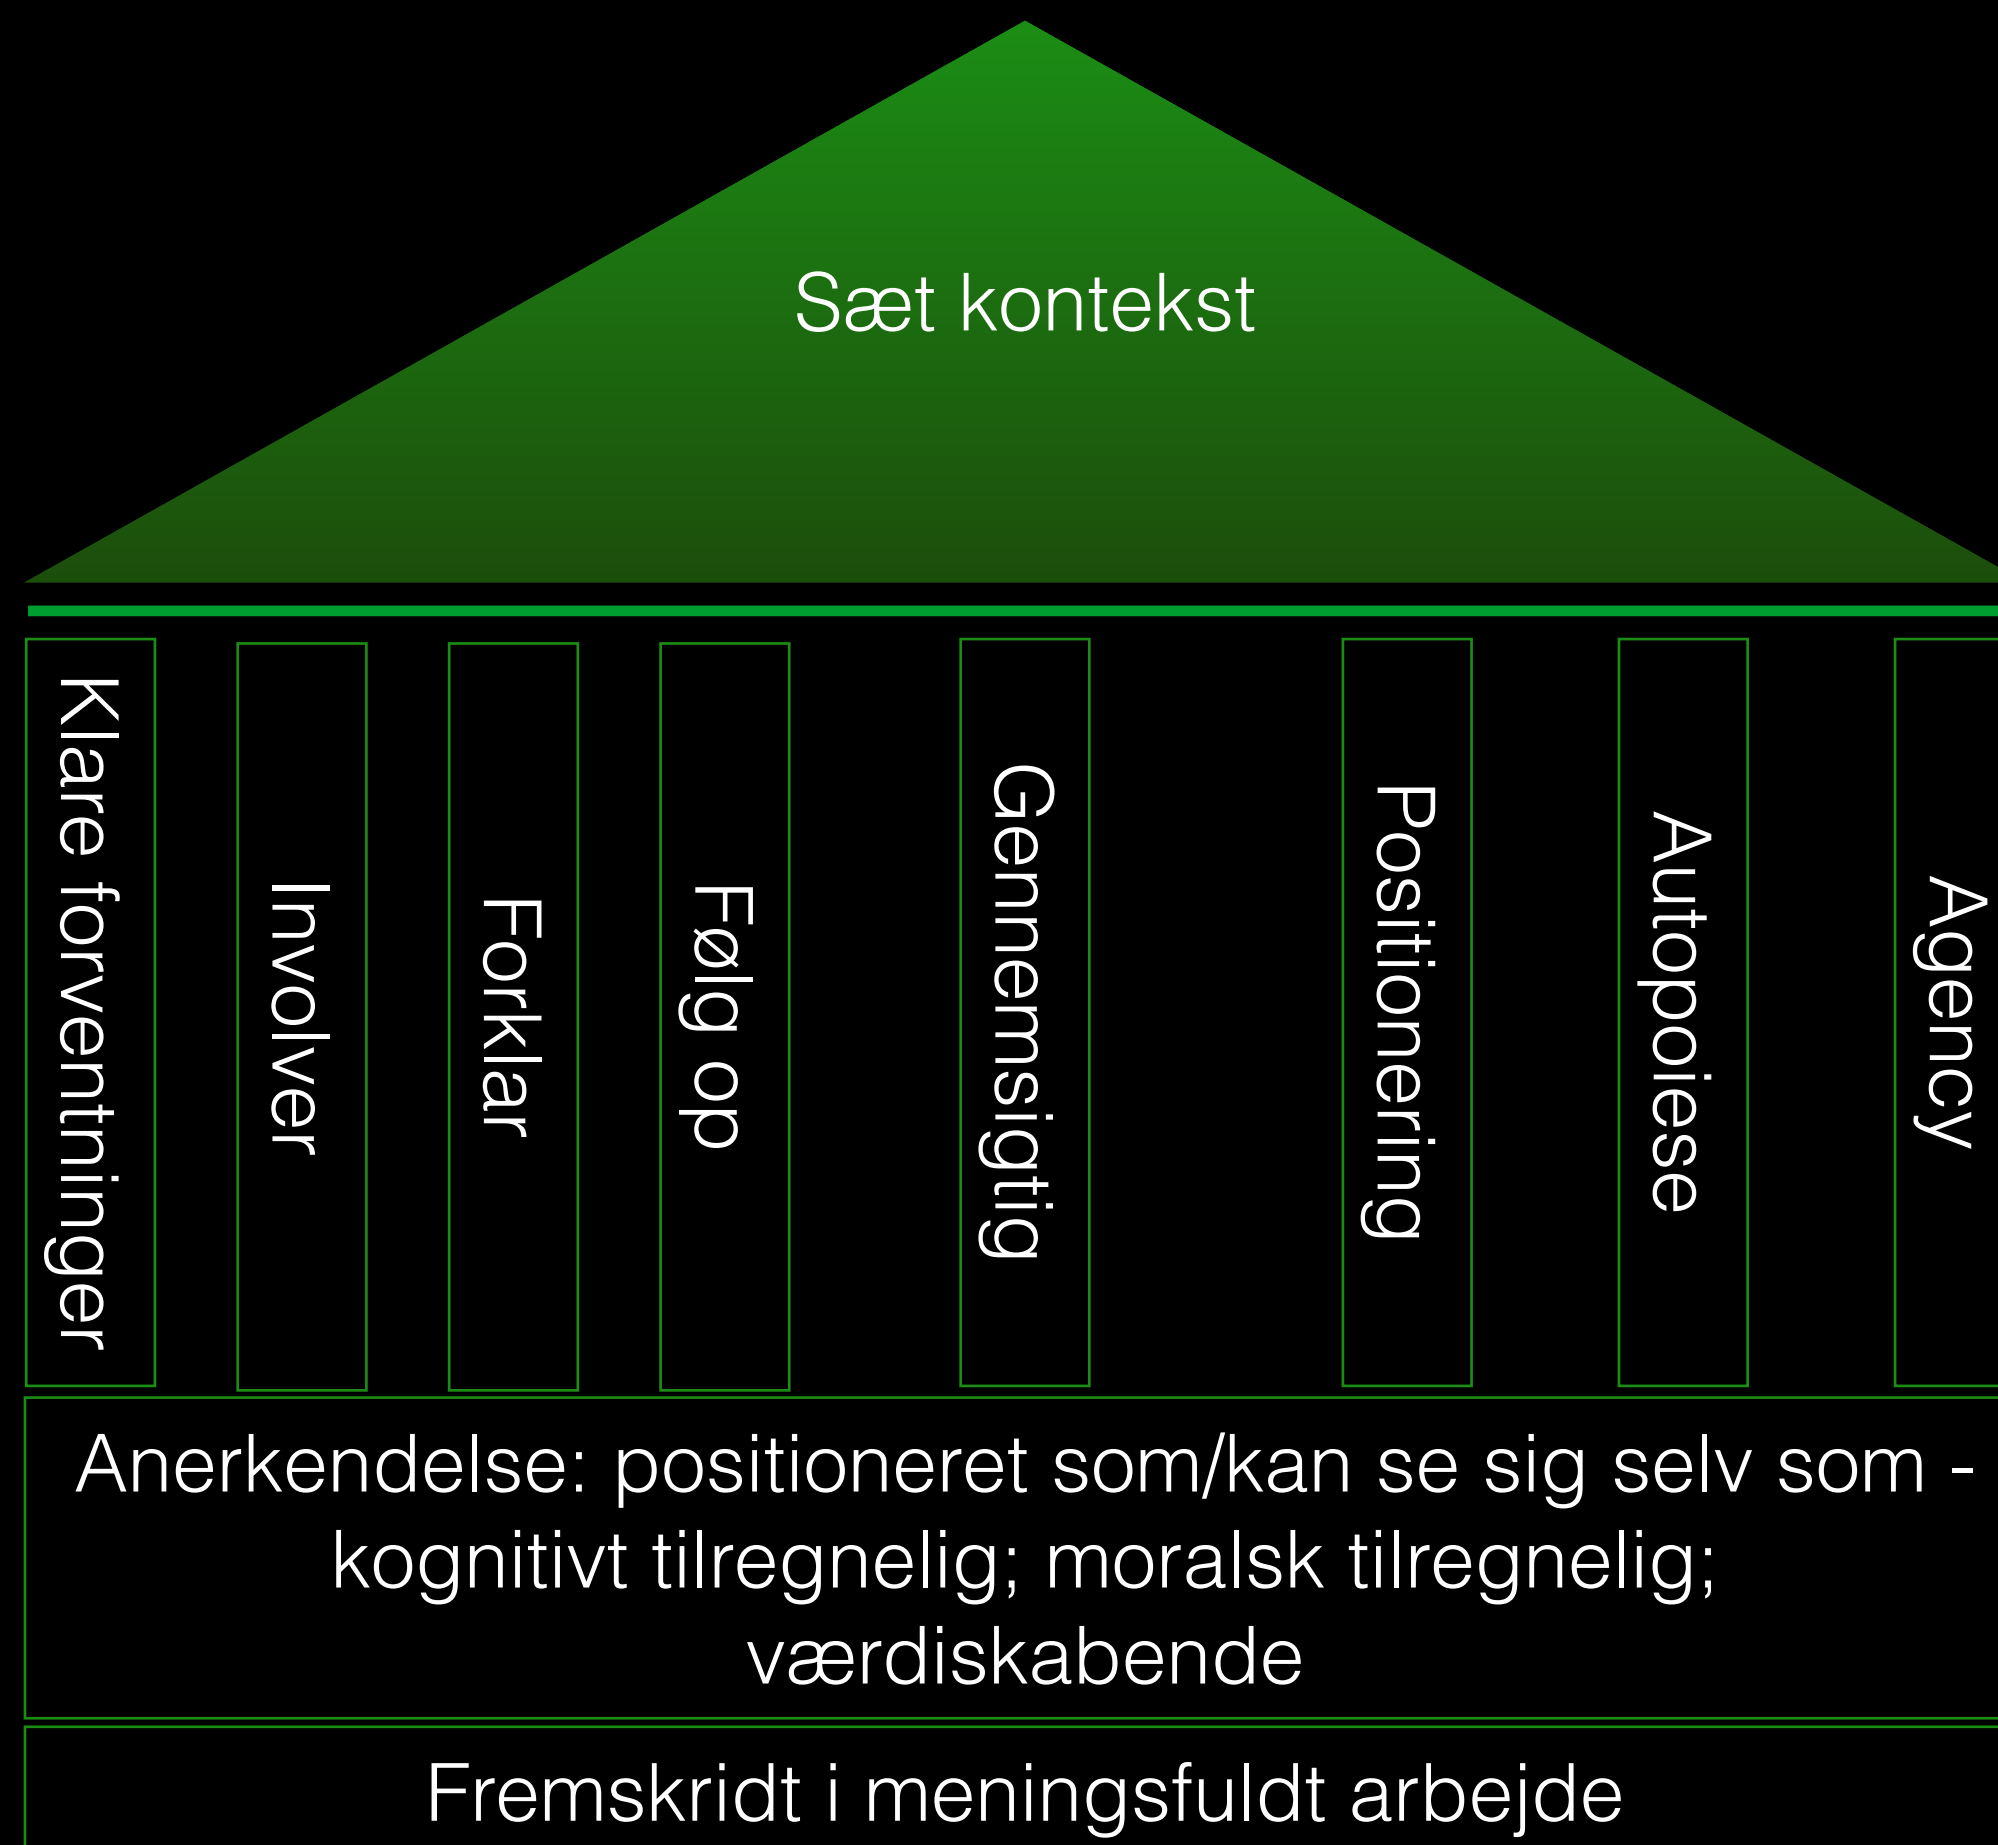 Sæt kontekst
Klare forventninger
Involver
Forklar
Følg op
Gennemsigtig
Positionering
Autopoiese
Agency
Anerkendelse: positioneret som/kan se sig selv som -
kognitivt tilregnelig; moralsk tilregnelig;
værdiskabende
Fremskridt i meningsfuldt arbejde